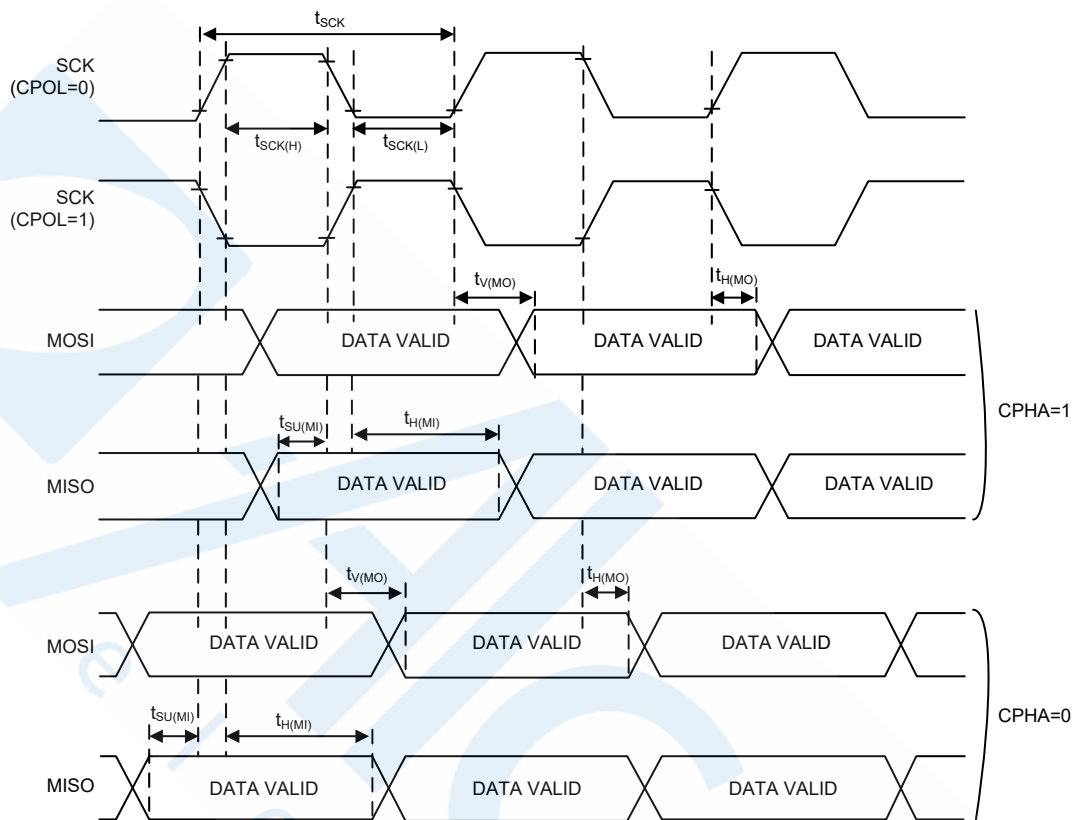 tSCK
SCK
(CPOL=0)
tSCK(H)
tSCK(L)
SCK
(CPOL=1)
tV(MO)
tH(MO)
MOSI
DATA VALID
DATA VALID
DATA VALID
CPHA=1
tSU(MI)
tH(MI)
MISO
DATA VALID
DATA VALID
DATA VALID
tV(MO)
tH(MO)
MOSI
DATA VALID
DATA VALID
DATA VALID
CPHA=0
tSU(MI)
tH(MI)
MISO
DATA VALID
DATA VALID
DATA VALID